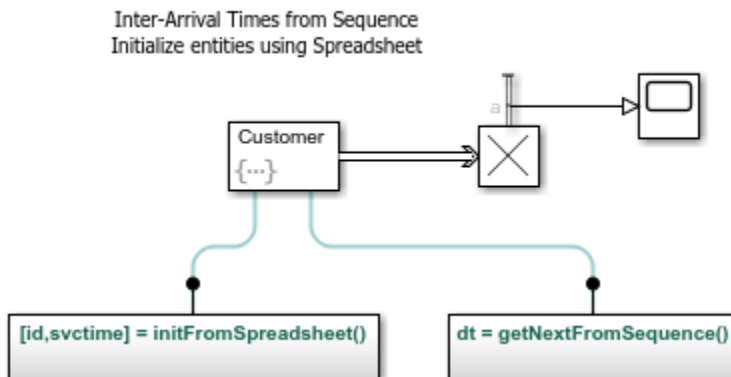 Inter-Arrival Times from Sequence
Initialize entities using Spreadsheet
a
Customer
{...}
[id,svctime] = initFromSpreadsheet()
dt = getNextFromSequence()